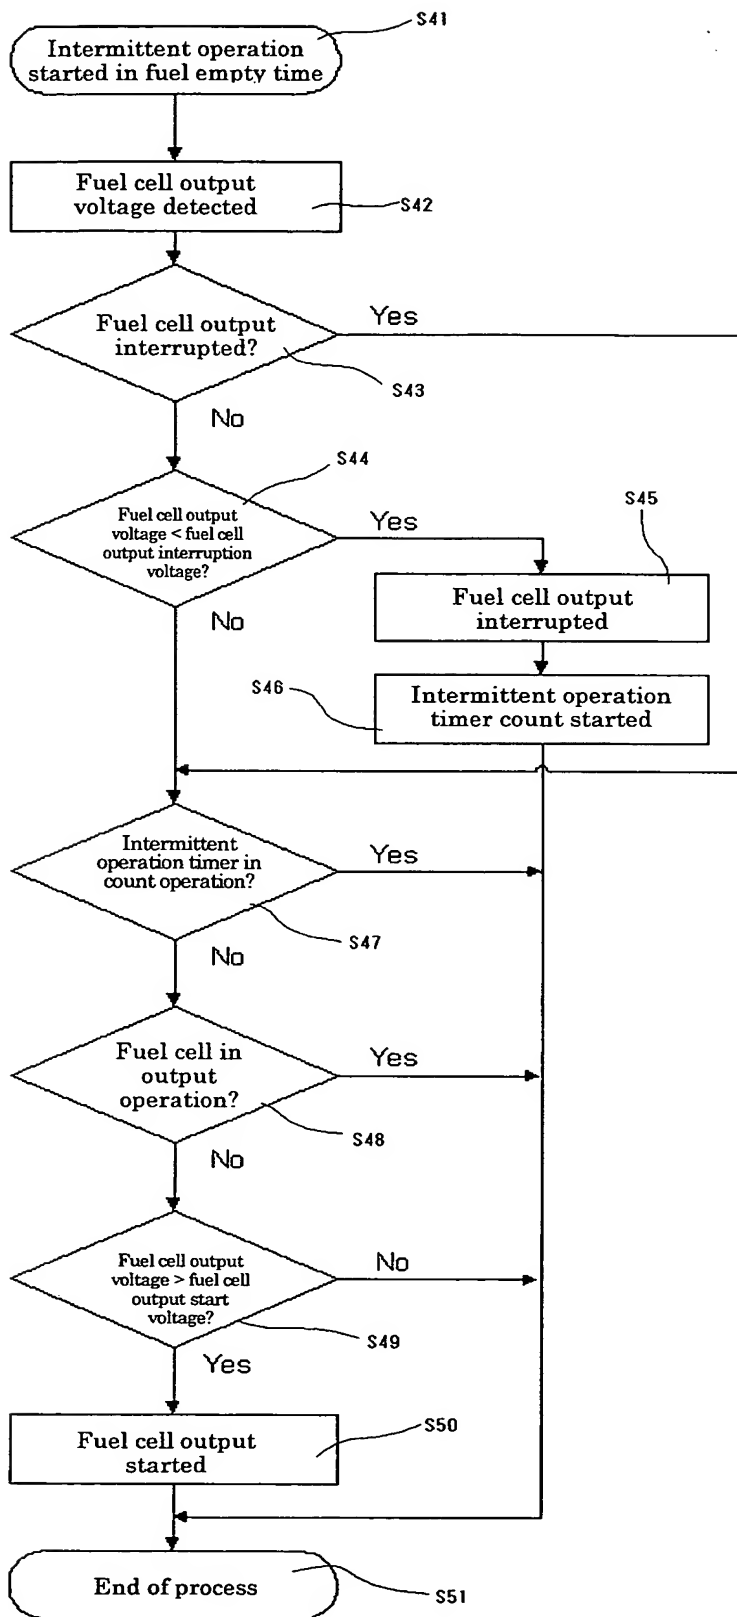 S41
Intermittent operation
started in fuel empty time
Fuel cell output
voltage detected
S42
Fuel cell output
interrupted?
Yes
S43
No
S44
Fuel cell output
voltage < fuel cell
output interruption
voltage?
Yes
S45
No
Fuel cell output
interrupted
S46
Intermittent operation
timer count started
Intermittent
operation timer in
count operation?
Yes
S47
No
Fuel cell in
output
operation?
Yes
S48
No
Fuel cell output
voltage > fuel cell
output start
voltage?
No
S49
Yes
Fuel cell output
started
S50
End of process
S51